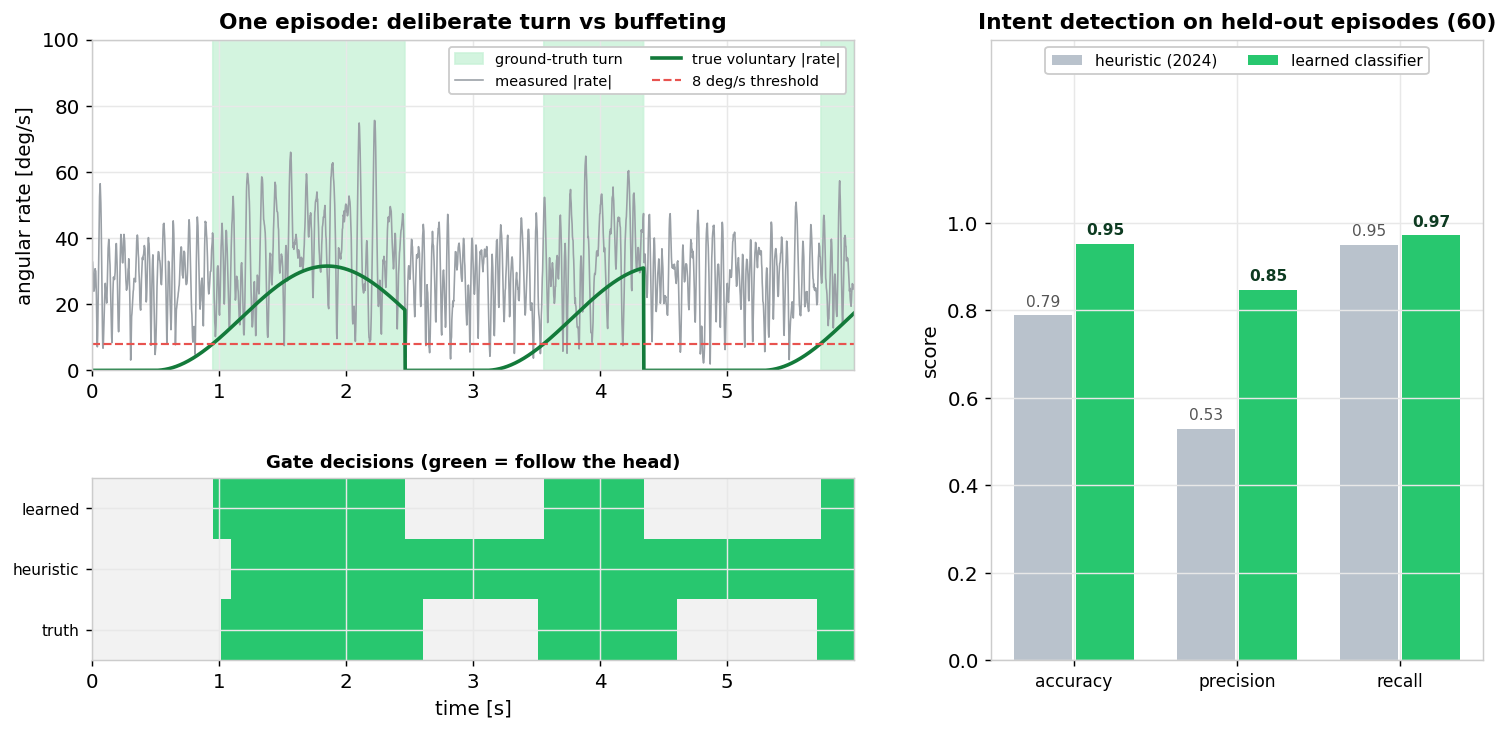 One episode: deliberate turn vs buffeting
ground-truth turn
measured |rate|
true voluntary |rate|
8 deg/s threshold
angular rate [deg/s]
100
80
60
40
20
0
0 1 2 3 4 5
Gate decisions (green = follow the head)
learned
heuristic
truth
0 1 2 3 4 5
time [s]
Intent detection on held-out episodes (60)
heuristic (2024)
learned classifier
score
1.0
0.8
0.6
0.4
0.2
0.0
0.79
0.95
0.53
0.85
0.95
0.97
accuracy precision recall